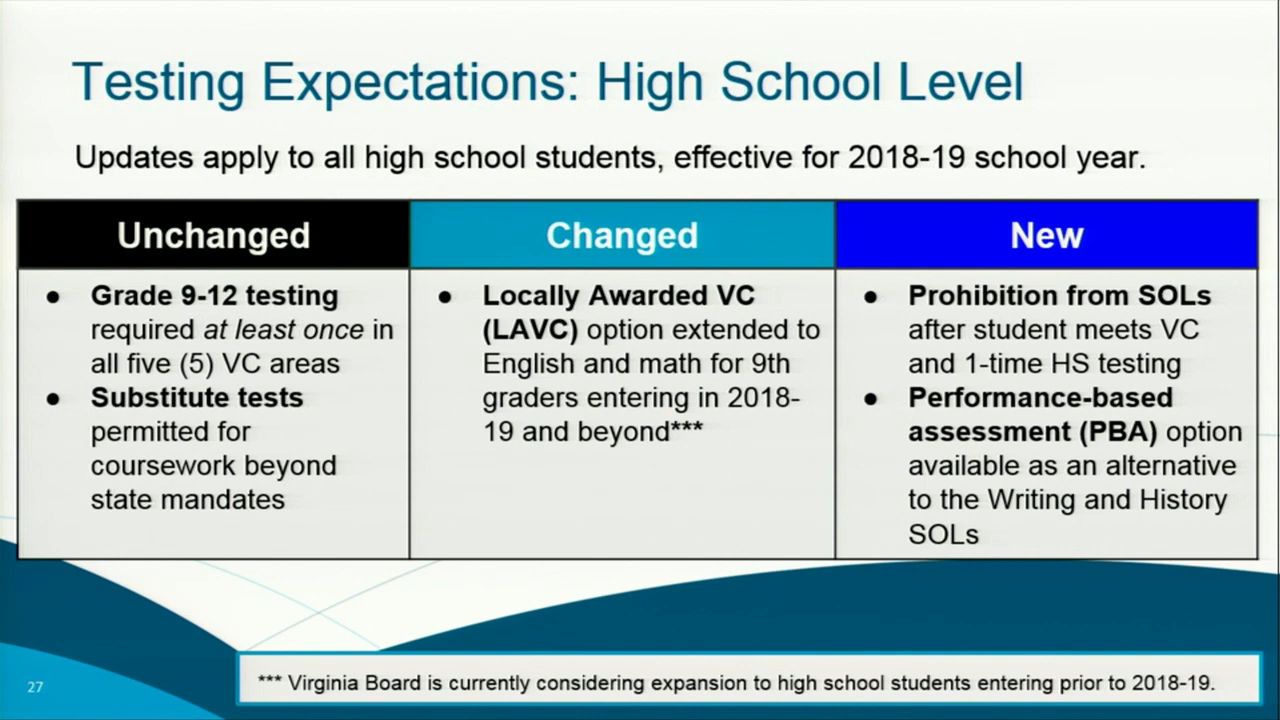 Testing Expectations: High School Level
Updates apply to all high school students, effective for 2018-19 school year.
Unchanged
● Grade 9-12 testing
required at least once in
all five (5) VC areas
● Substitute tests
permitted for
coursework beyond
state mandates
Changed
● Locally Awarded VC
(LAVC) option extended to
English and math for 9th
graders entering in 2018-
19 and beyond***
New
● Prohibition from SOLs
after student meets VC
and 1-time HS testing
● Performance-based
assessment (PBA) option
available as an alternative
to the Writing and History
SOLs
*** Virginia Board is currently considering expansion to high school students entering prior to 2018-19.
27